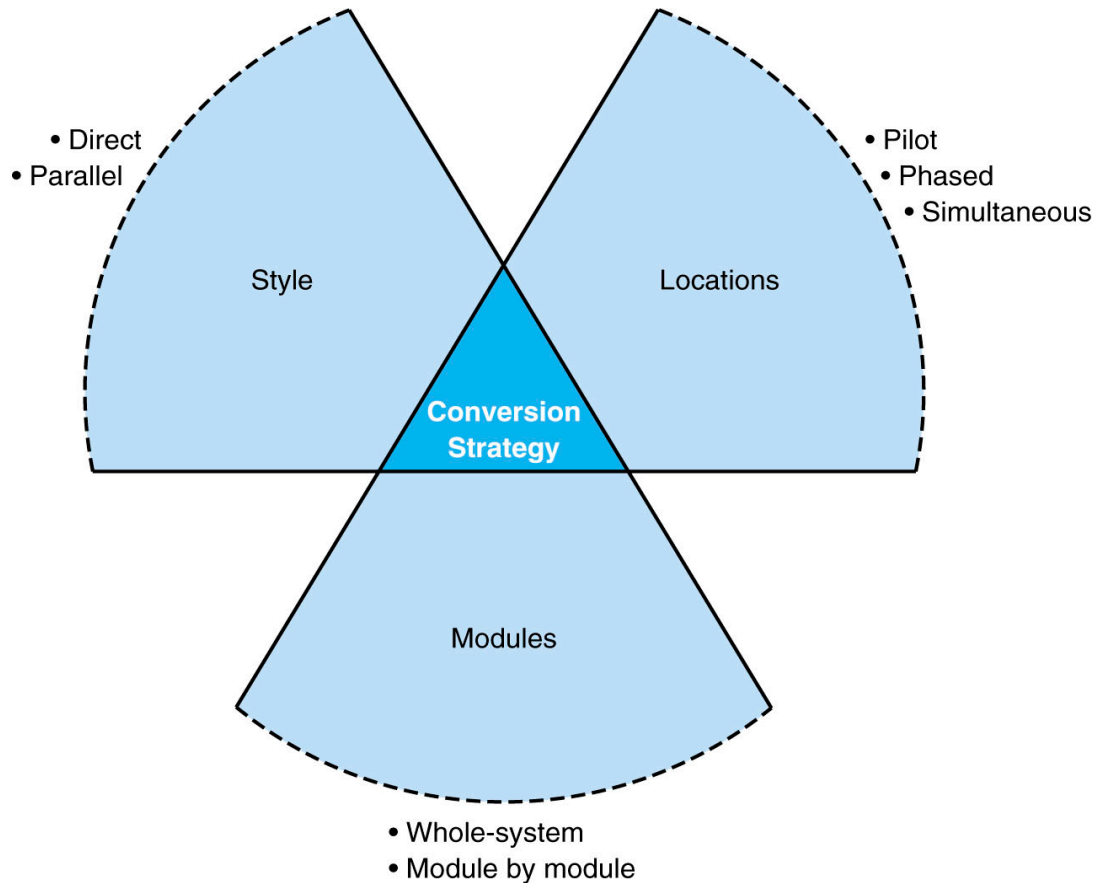 • Direct
• Parallel
• Pilot
• Phased
• Simultaneous
Style
Locations
Conversion
Strategy
Modules
• Whole-system
• Module by module